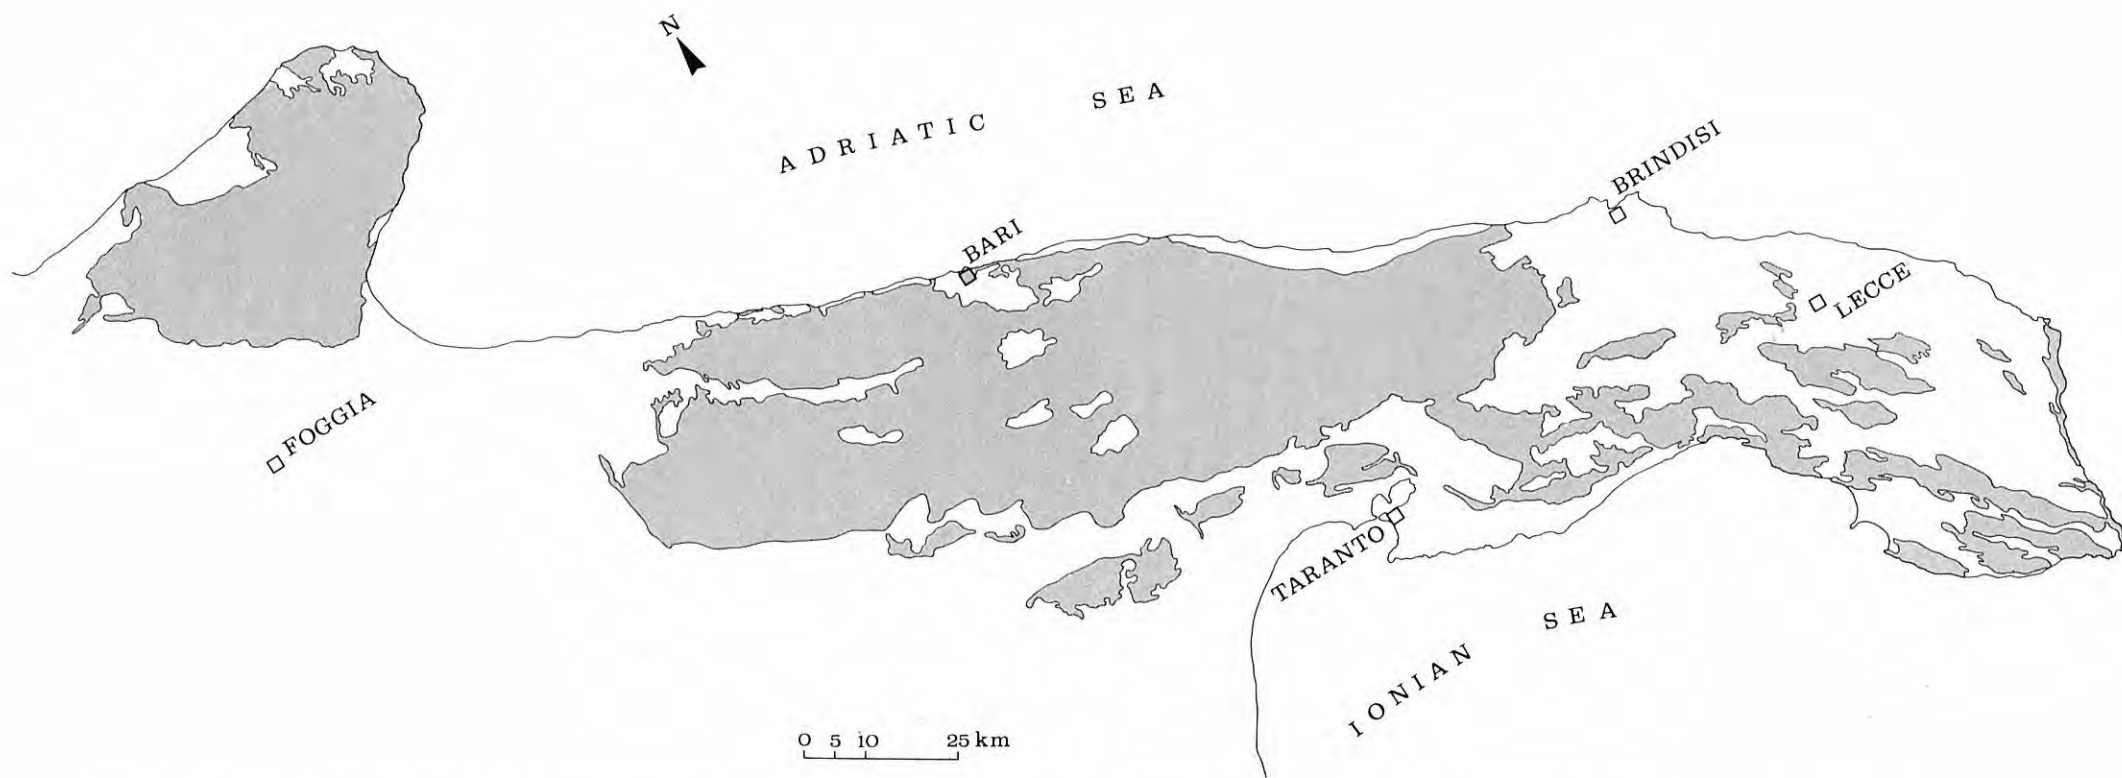 N
ADRIATIC SEA
BRINDISI
BARI
LECCE
FOGGIA
TARANTO
IONIAN SEA
0 5 10 25 km